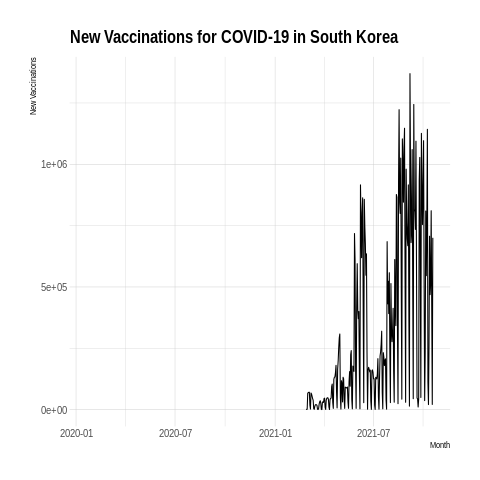 New Vaccinations for COVID-19 in South Korea
New Vaccinations
1e+06
5e+05
0e+00
2020-01 2020-07 2021-01 2021-07
Month